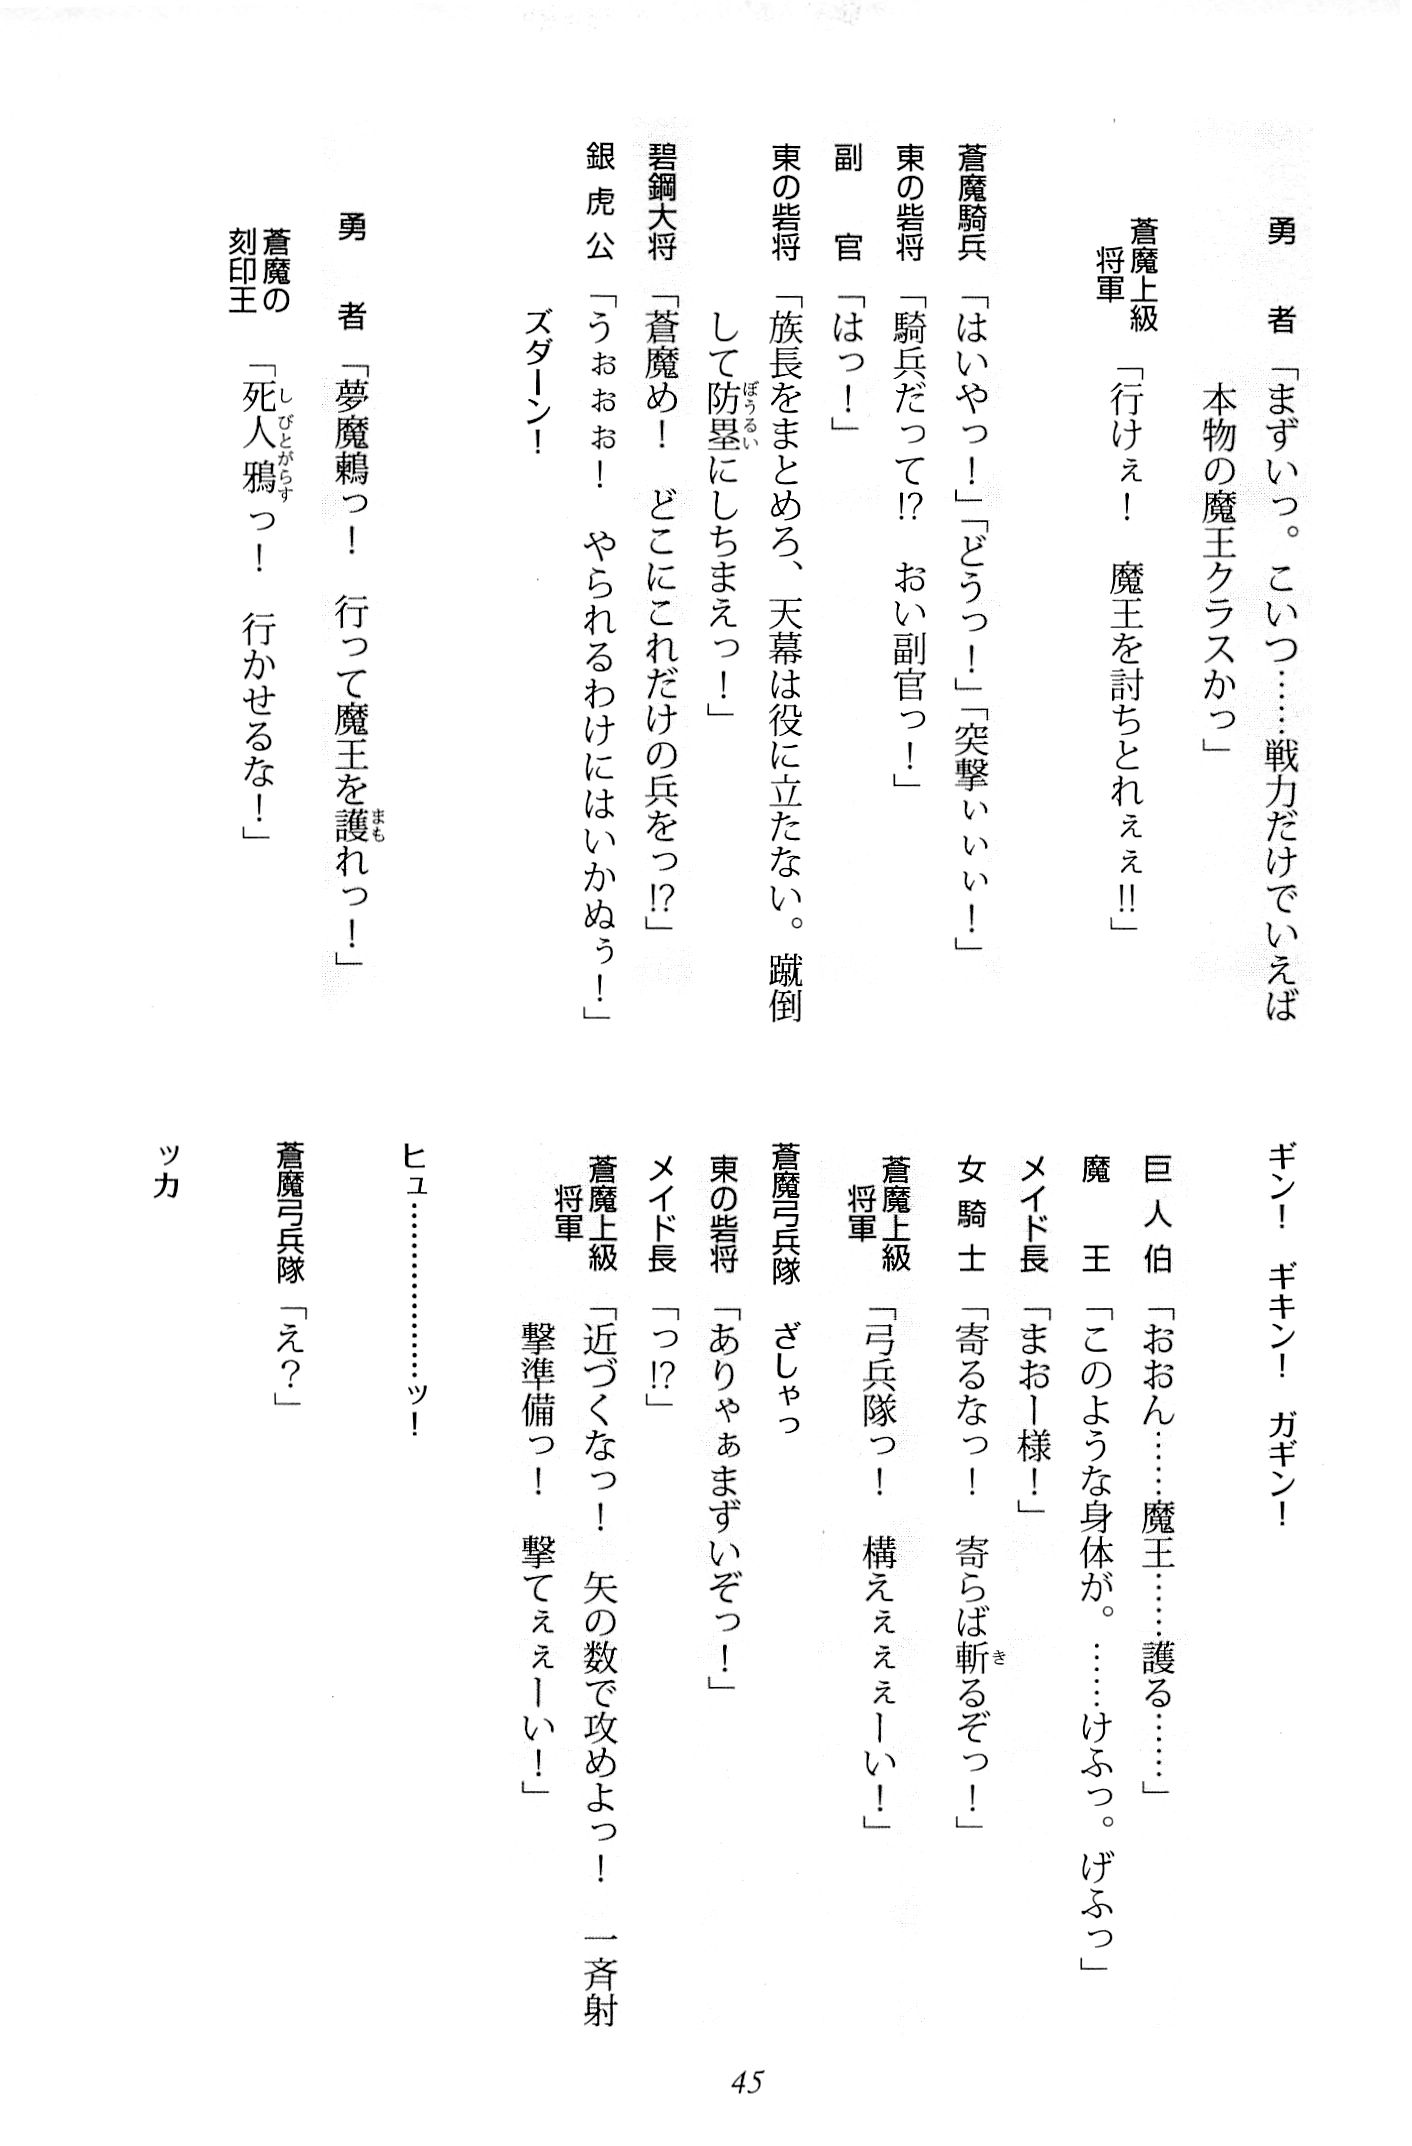 勇者「まずいっ。こいつ……戦力だけでいえば
本物の魔王クラスかっ」
蒼魔上級将軍「行けぇ！　魔王を討ちとれぇぇ!!」
蒼魔騎兵「はいやっ！」「どうっ！」「突撃ぃぃぃ！」
東の砦将「騎兵だって!?　おい副官っ！」
副官「はっ！」
東の砦将「族長をまとめろ、天幕は役に立たない。蹴倒
して防塁にしちまえっ！」
碧鋼大将「蒼魔め！　どこにこれだけの兵をっ!?」
銀虎公「うぉぉぉ！　やられるわけにはいかぬぅ！」
ズダーン！
勇者「夢魔鶫っ！　行って魔王を護れっ！」
蒼魔の刻印王「死人鴉っ！　行かせるな！」
ギン！　ギキン！　ガギン！
巨人伯「おおん……魔王……護る……」
魔王「このような身体が。……けふっ。げふっ」
メイド長「まおー様！」
女騎士「寄るなっ！　寄らば斬るぞっ！」
蒼魔上級将軍「弓兵隊っ！　構えぇぇぇーい！」
蒼魔弓兵隊　ざしゃっ
東の砦将「ありゃぁまずいぞっ！」
メイド長「っ!?」
蒼魔上級将軍「近づくなっ！　矢の数で攻めよっ！　一斉射
撃準備っ！　撃てぇぇーい！」
ヒュ………………ッ！
蒼魔弓兵隊「え？」
ッカ
45